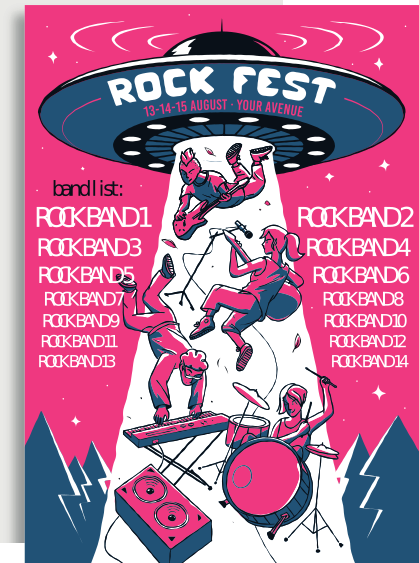 ROCK FEST
13-14-15 AUGUST · YOUR AVENUE
band list:
ROCK BAND 1
ROCK BAND 2
ROCK BAND 3
ROCK BAND 4
ROCK BAND 5
ROCK BAND 6
ROCK BAND 7
ROCK BAND 8
ROCK BAND 9
ROCK BAND 10
ROCK BAND 11
ROCK BAND 12
ROCK BAND 13
ROCK BAND 14